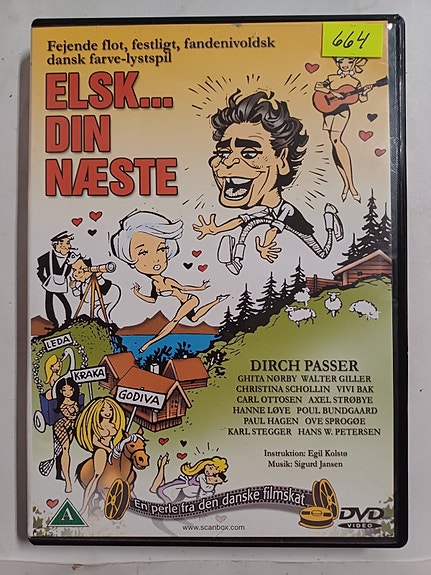 Fejende flot, festligt, fandenivoldsk
dansk farve-lystspil
664
ELSK...
DIN
NÆSTE
LEDA
KRAKA
GODIVA
DIRCH PASSER
GHITA NØRBY WALTER GILLER
CHRISTINA SCHOLLIN VIVI BAK
CARL OTTOSEN AXEL STRØBYE
HANNE LØYE POUL BUNDGAARD
PAUL HAGEN OVE SPROGØE
KARL STEGGER HANS W. PETERSEN
Instruktion: Egil Kolstø
Musik: Sigurd Jansen
En perle fra den danske filmskat
A
www.scanbox.com
DVD
VIDEO